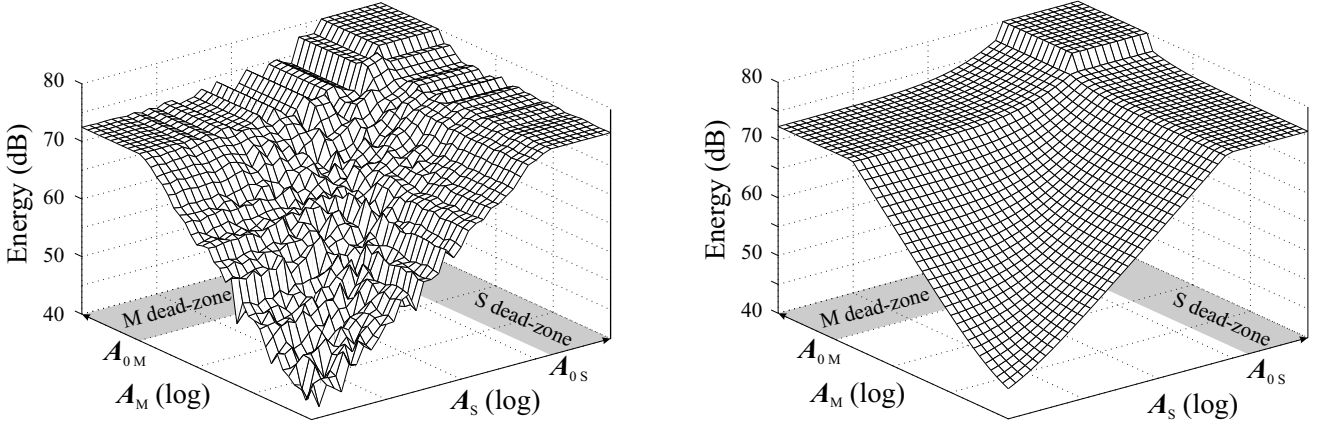 80
70
60
50
40
Energy (dB)
M dead-zone
S dead-zone
A0 M
A0 S
AM (log)
AS (log)
80
70
60
50
40
Energy (dB)
M dead-zone
S dead-zone
A0 M
A0 S
AM (log)
AS (log)